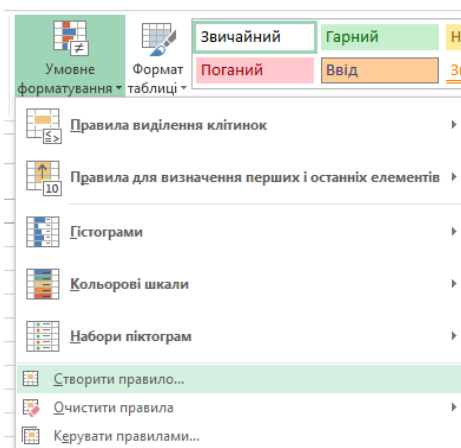 Умовне форматування
Формат таблиці
Звичайний
Гарний
Н
Поганий
Ввід
Правила виділення клітинок
Правила для визначення перших і останніх елементів
10
Гістограми
Кольорові шкали
Набори піктограм
Створити правило...
Очистити правила
Керувати правилами...